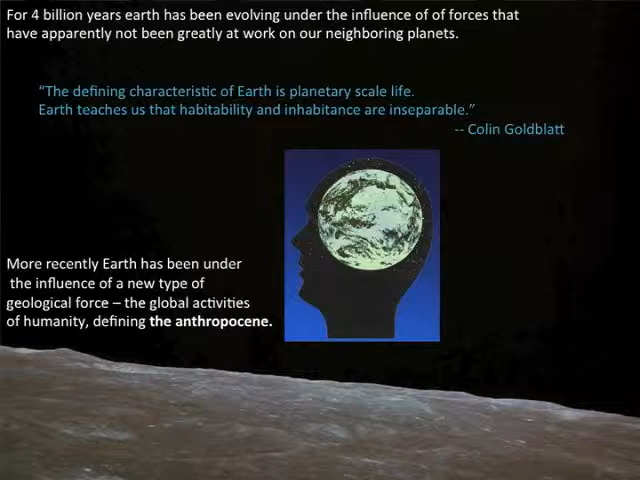 For 4 billion years earth has been evolving under the influence of of forces that
have apparently not been greatly at work on our neighboring planets.
“The defining characteristic of Earth is planetary scale life.
Earth teaches us that habitability and inhabitance are inseparable.”
-- Colin Goldblatt
More recently Earth has been under
the influence of a new type of
geological force – the global activities
of humanity, defining the anthropocene.